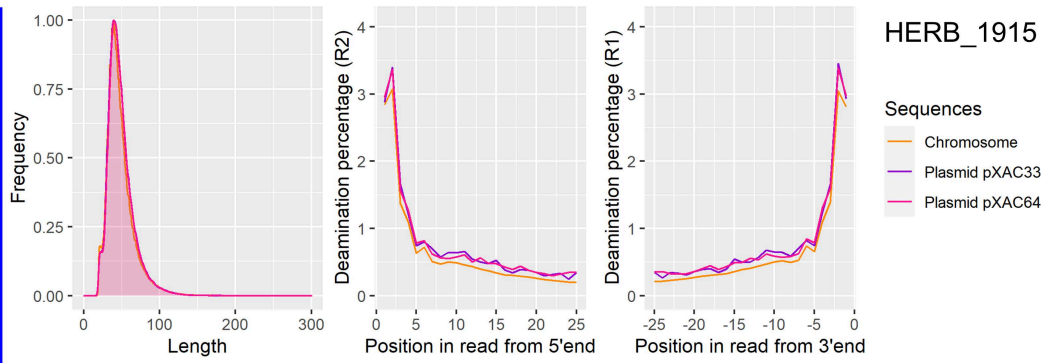 HERB_1915
Frequency
1.00
0.75
0.50
0.25
0.00
0
100
200
300
Length
Deamination percentage (R2)
4
3
2
1
0
0
5
10
15
20
25
Position in read from 5'end
Deamination percentage (R1)
4
3
2
1
0
-25
-20
-15
-10
-5
0
Position in read from 3'end
Sequences
Chromosome
Plasmid pXAC33
Plasmid pXAC64